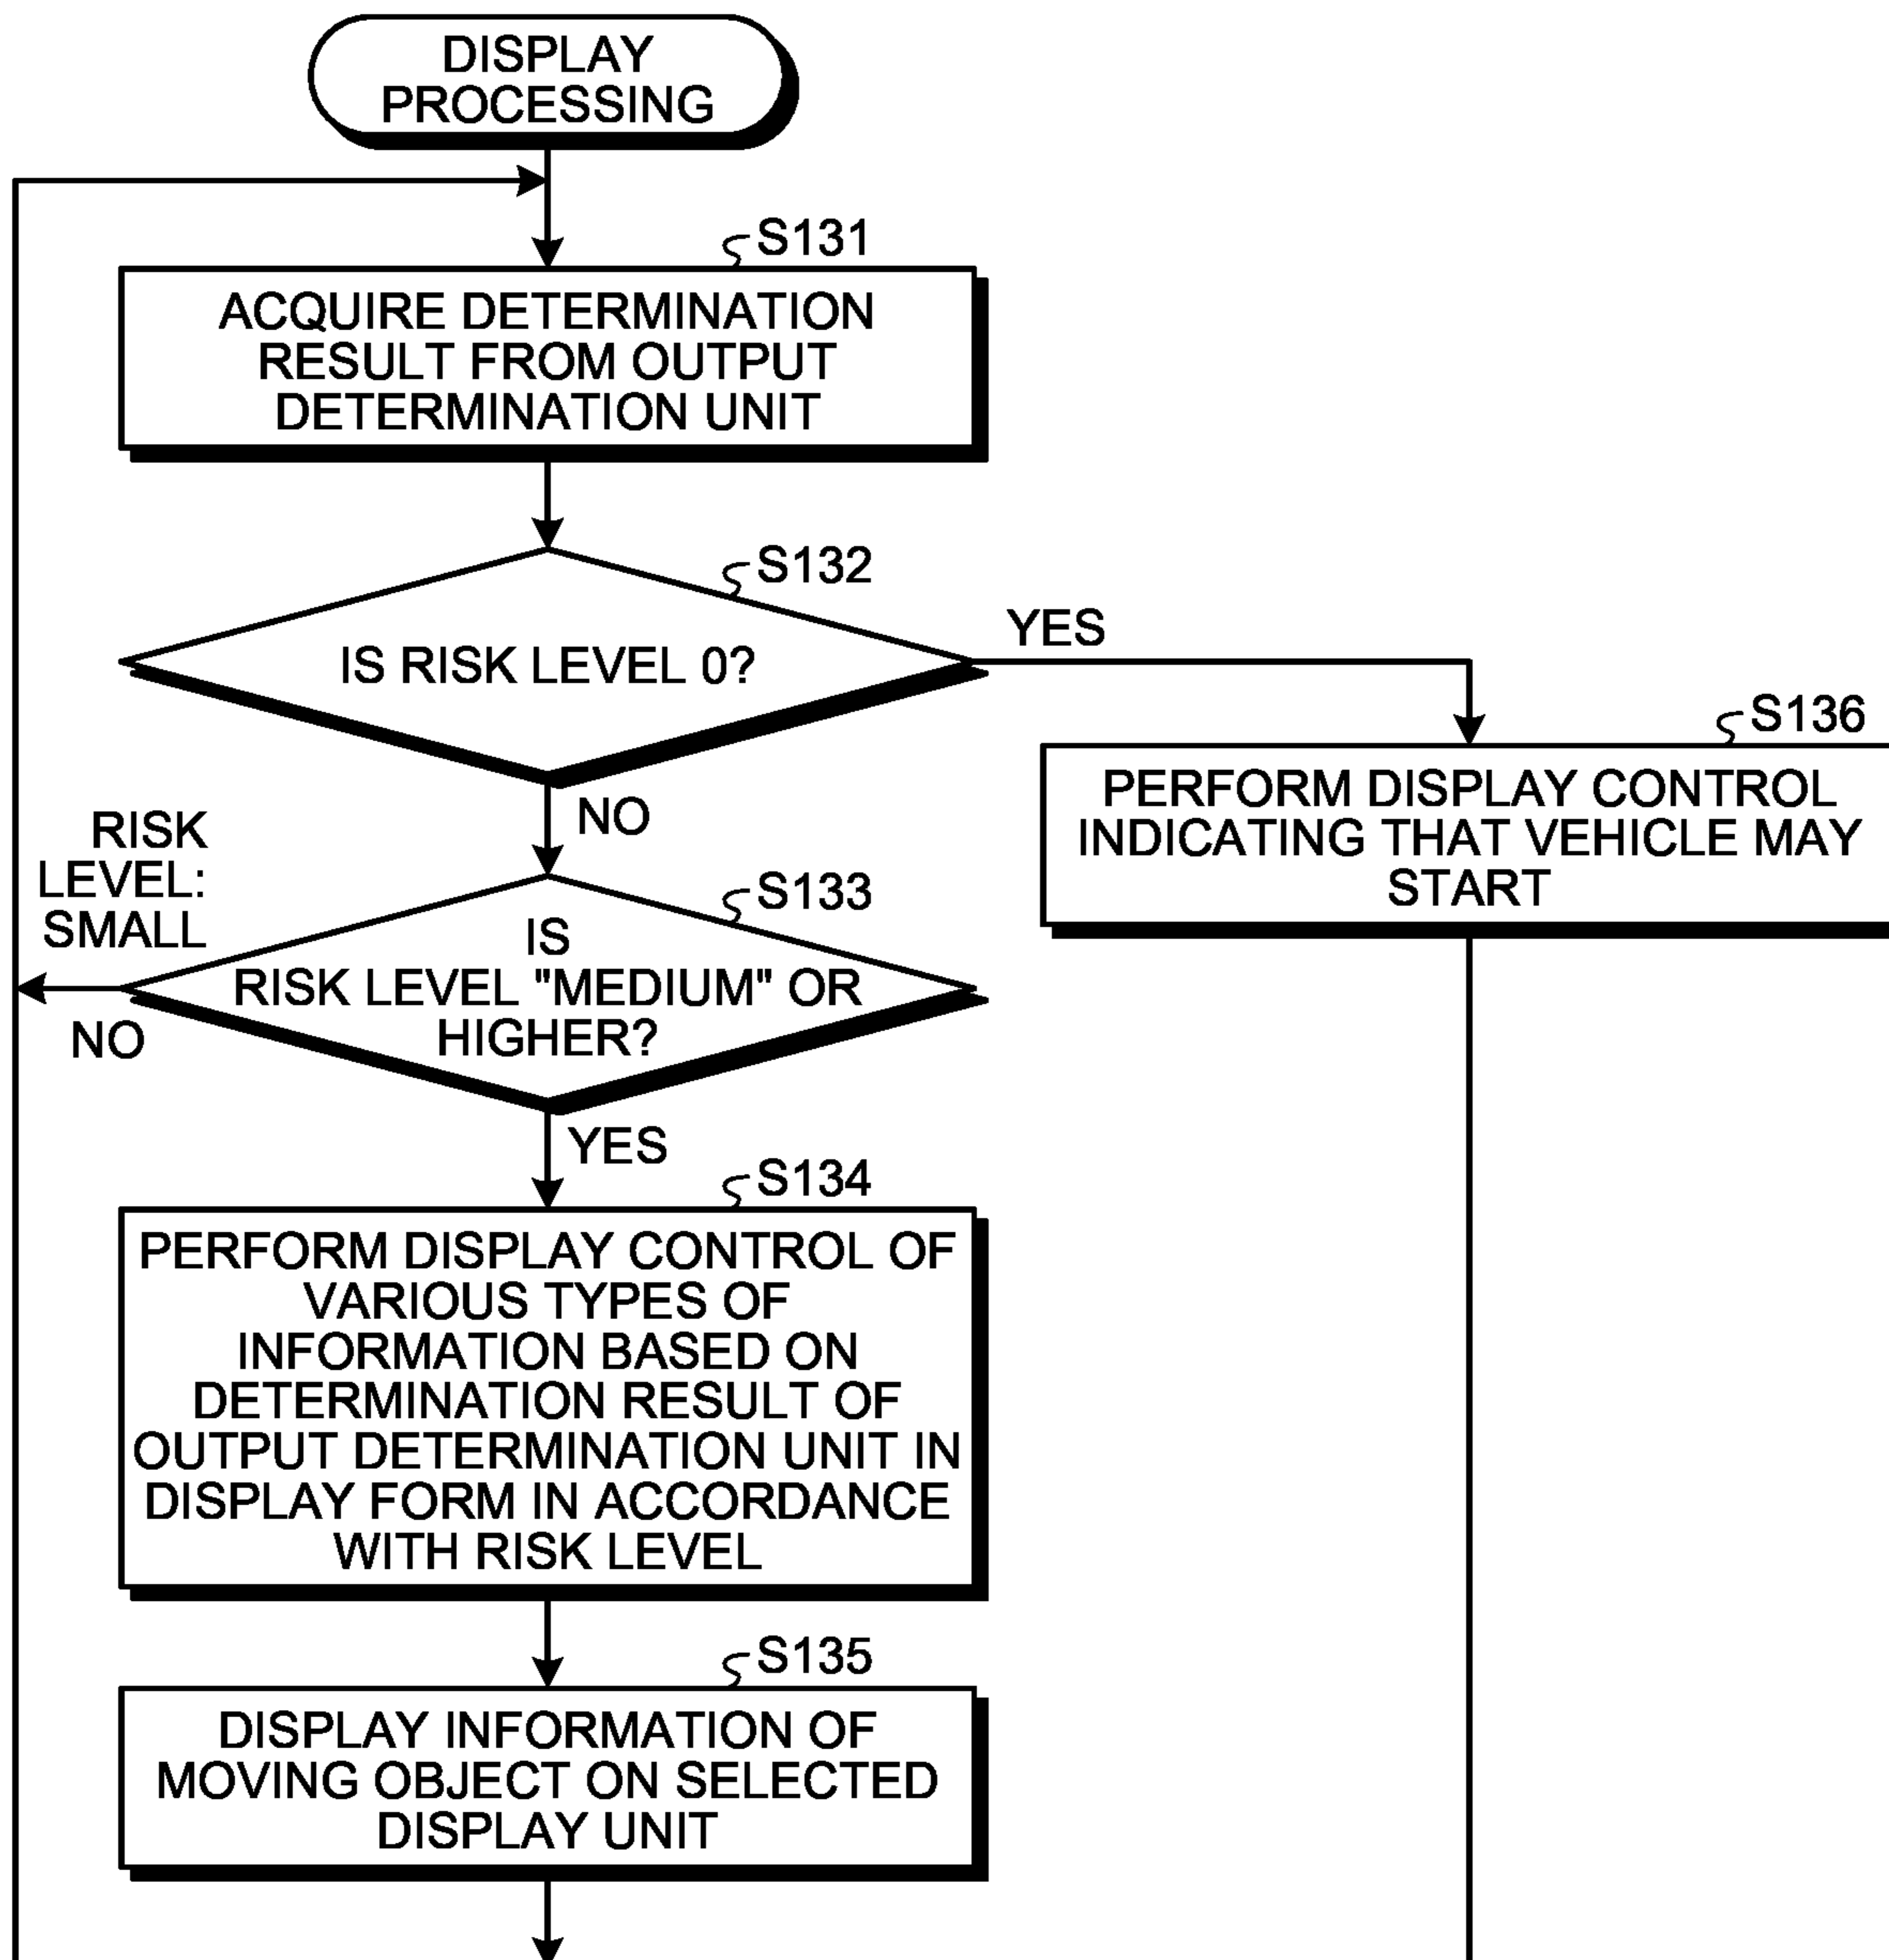 DISPLAY
PROCESSING
S131
ACQUIRE DETERMINATION
RESULT FROM OUTPUT
DETERMINATION UNIT
S132
IS RISK LEVEL 0?
YES
NO
S136
PERFORM DISPLAY CONTROL
INDICATING THAT VEHICLE MAY
START
RISK
LEVEL:
SMALL
NO
S133
IS
RISK LEVEL "MEDIUM" OR
HIGHER?
YES
S134
PERFORM DISPLAY CONTROL OF
VARIOUS TYPES OF
INFORMATION BASED ON
DETERMINATION RESULT OF
OUTPUT DETERMINATION UNIT IN
DISPLAY FORM IN ACCORDANCE
WITH RISK LEVEL
S135
DISPLAY INFORMATION OF
MOVING OBJECT ON SELECTED
DISPLAY UNIT